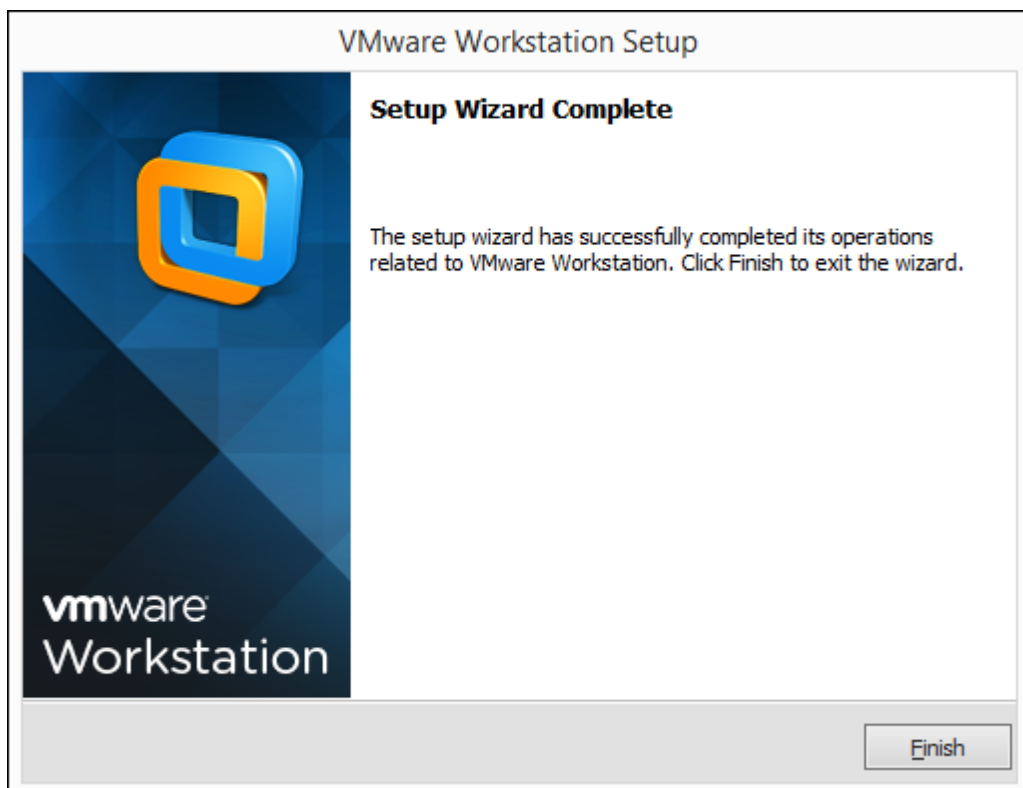 VMware Workstation Setup
Setup Wizard Complete
The setup wizard has successfully completed its operations
related to VMware Workstation. Click Finish to exit the wizard.
vmware
Workstation
Finish